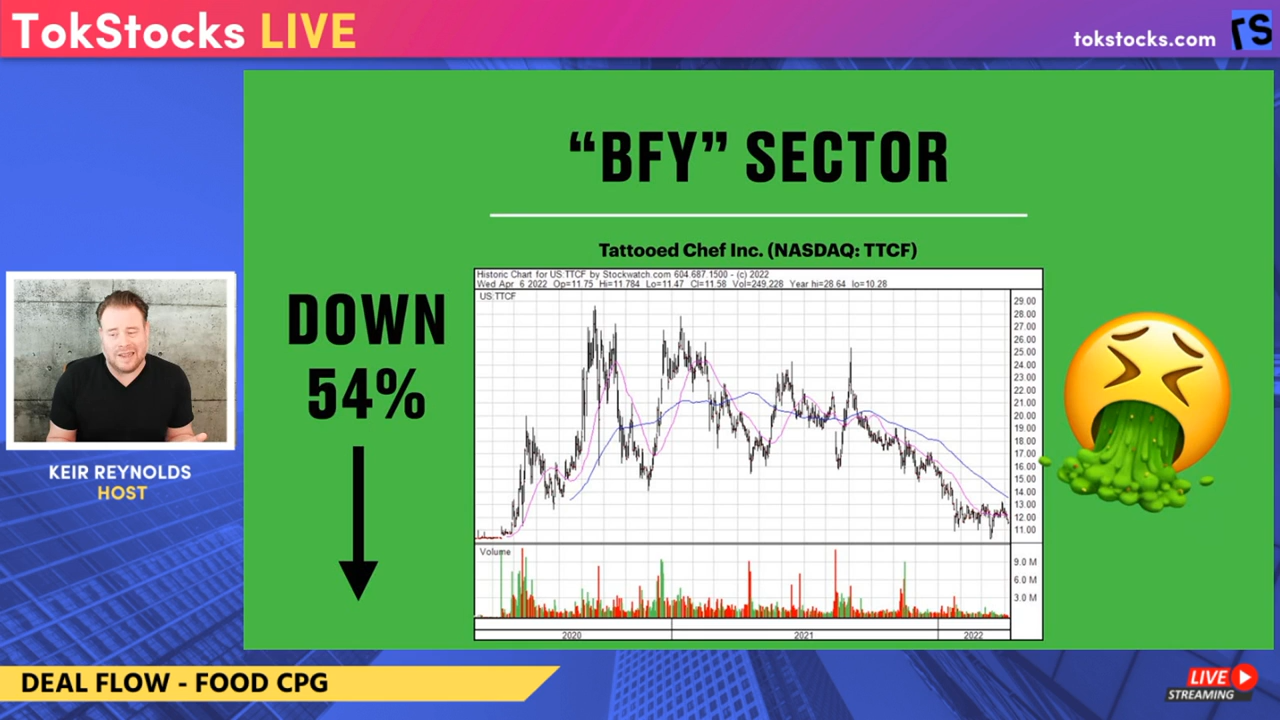 TokStocks LIVE
tokstocks.com
TS
"BFY" SECTOR
Tattooed Chef Inc. (NASDAQ: TTCF)
Historic Chart for US:TTCF by Stockwatch.com 604.687.1500 - (c) 2022
Wed Apr 6 2022 Op=11.75 Hi=11.784 Lo=11.47 Cl=11.58 Vol=249,228 Year hi=28.64 lo=10.28
US:TTCF
29.00
28.00
27.00
26.00
25.00
24.00
23.00
22.00
21.00
20.00
19.00
18.00
17.00
16.00
15.00
14.00
13.00
12.00
11.00
Volume
9.0 M
6.0 M
3.0 M
2020
2021
2022
DOWN
54%
KEIR REYNOLDS
HOST
DEAL FLOW - FOOD CPG
LIVE
STREAMING